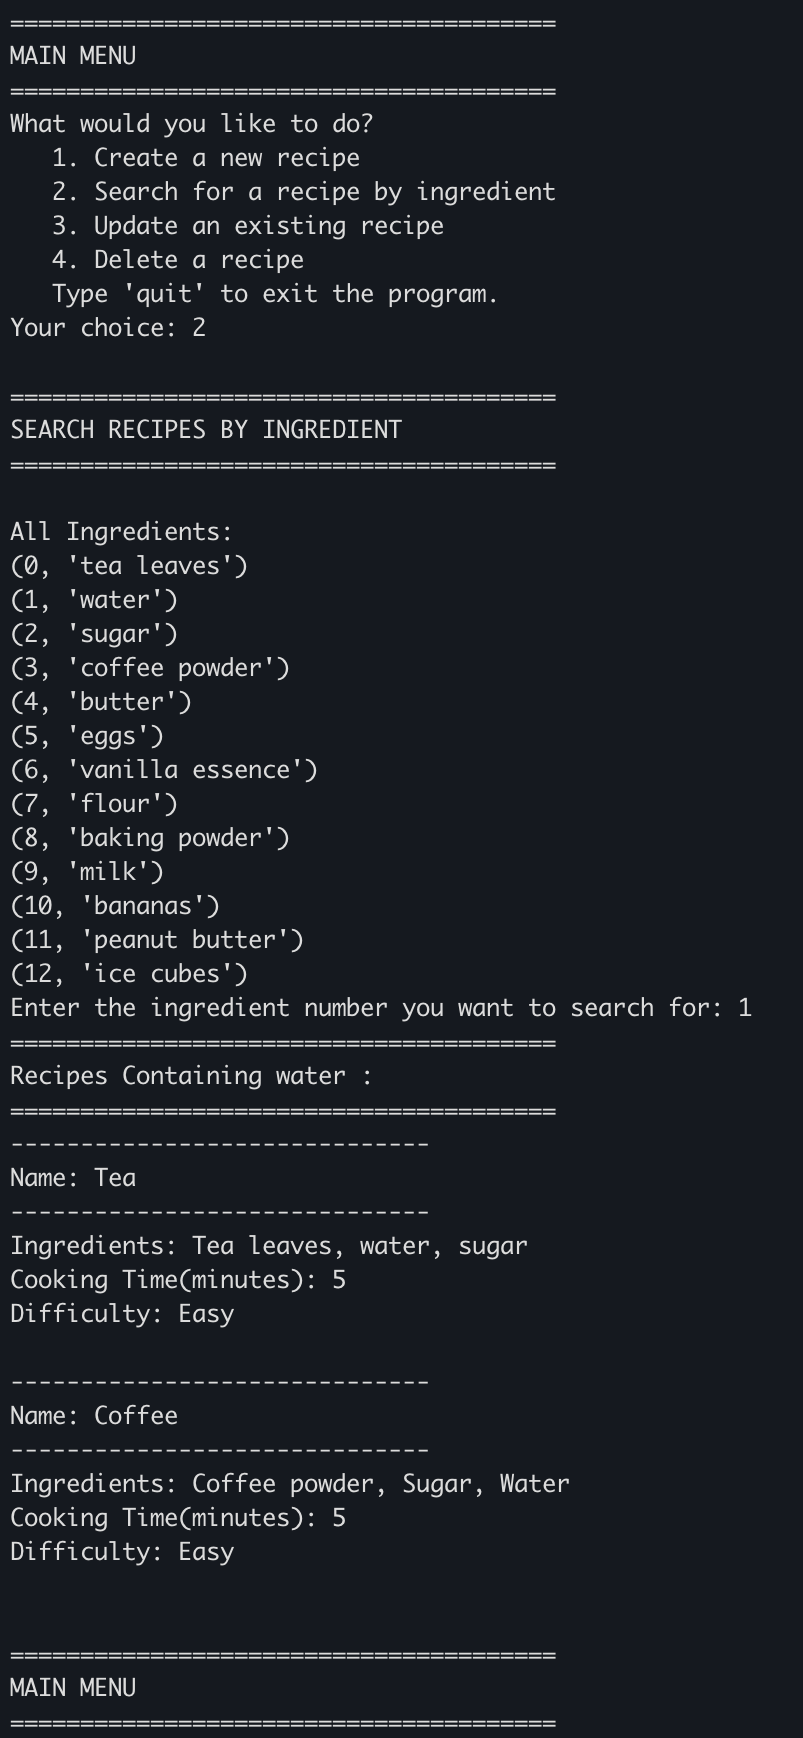 =======================================
MAIN MENU
=======================================
What would you like to do?
   1. Create a new recipe
   2. Search for a recipe by ingredient
   3. Update an existing recipe
   4. Delete a recipe
   Type 'quit' to exit the program.
Your choice: 2

=======================================
SEARCH RECIPES BY INGREDIENT
=======================================

All Ingredients:
(0, 'tea leaves')
(1, 'water')
(2, 'sugar')
(3, 'coffee powder')
(4, 'butter')
(5, 'eggs')
(6, 'vanilla essence')
(7, 'flour')
(8, 'baking powder')
(9, 'milk')
(10, 'bananas')
(11, 'peanut butter')
(12, 'ice cubes')
Enter the ingredient number you want to search for: 1
=======================================
Recipes Containing water :
=======================================
------------------------------
Name: Tea
------------------------------
Ingredients: Tea leaves, water, sugar
Cooking Time(minutes): 5
Difficulty: Easy

------------------------------
Name: Coffee
------------------------------
Ingredients: Coffee powder, Sugar, Water
Cooking Time(minutes): 5
Difficulty: Easy


=======================================
MAIN MENU
=======================================